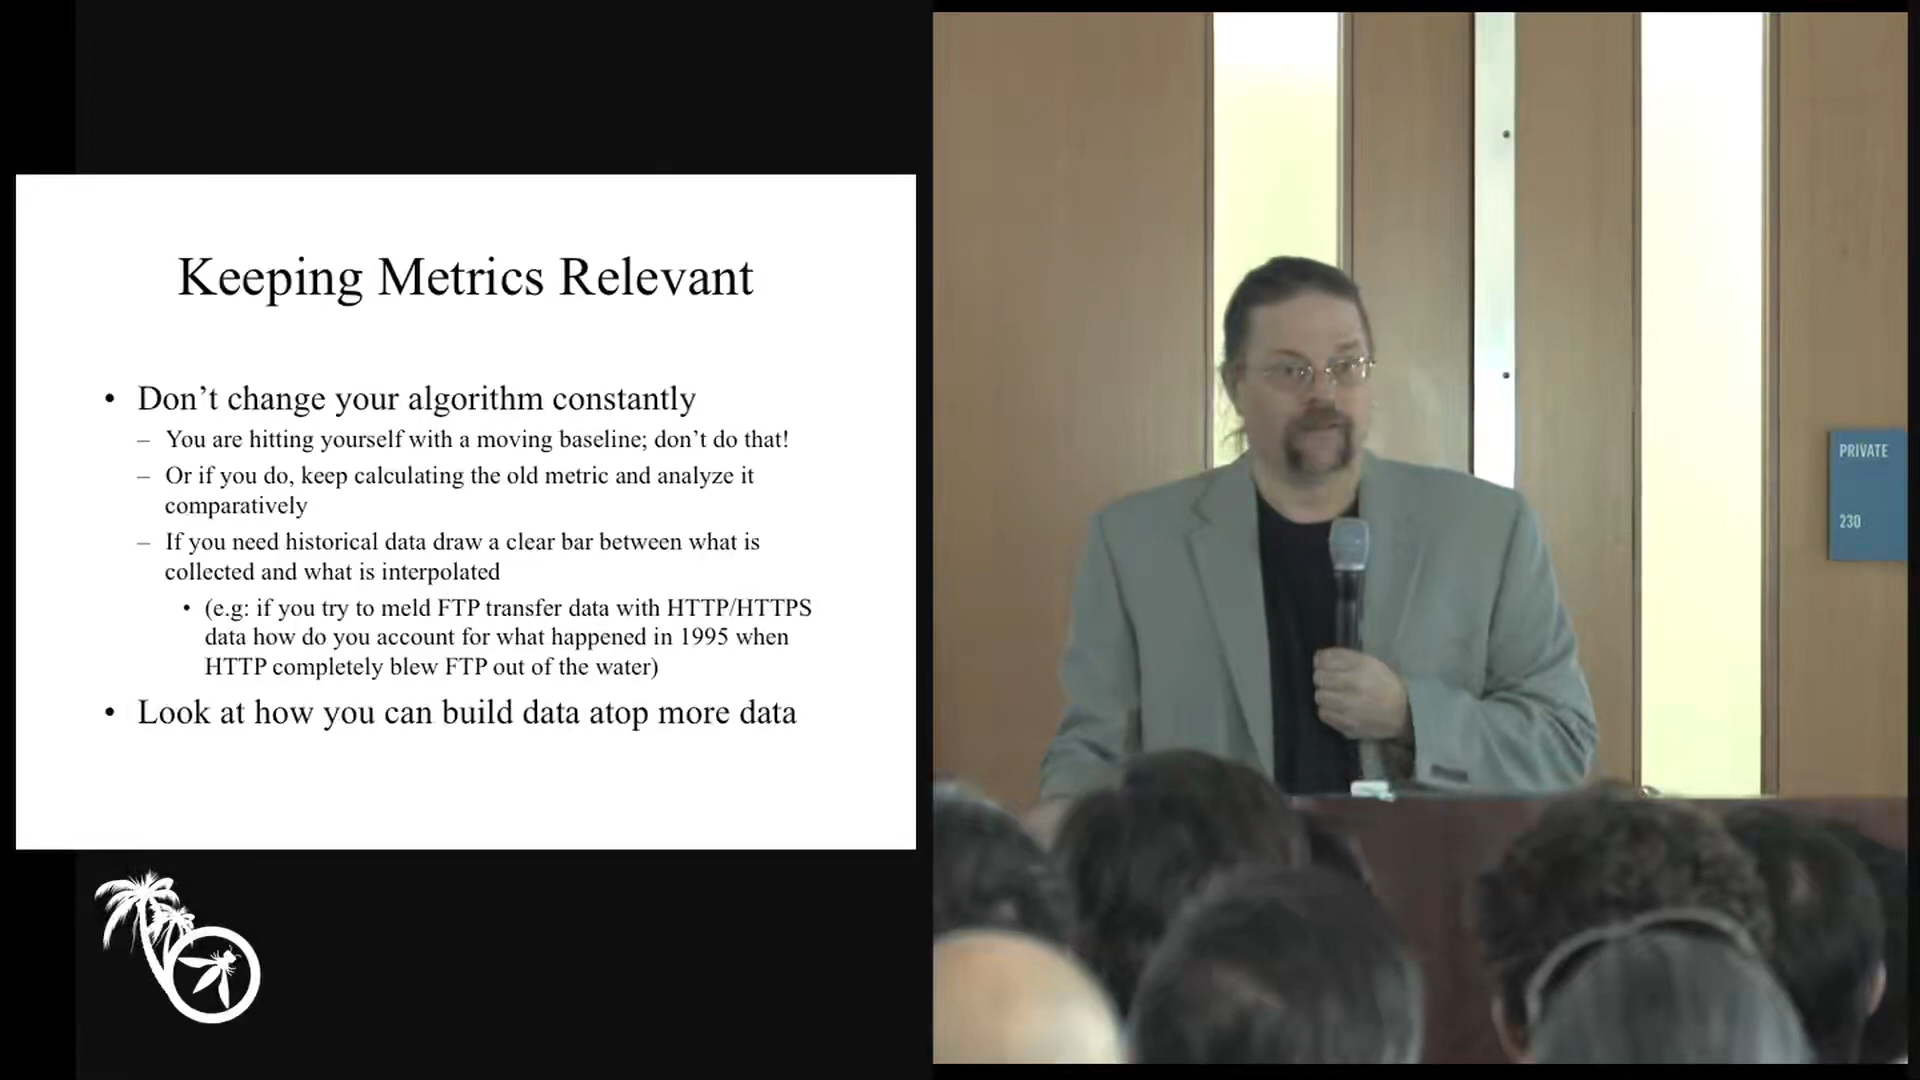 Keeping Metrics Relevant
• Don’t change your algorithm constantly
– You are hitting yourself with a moving baseline; don’t do that!
– Or if you do, keep calculating the old metric and analyze it
comparatively
– If you need historical data draw a clear bar between what is
collected and what is interpolated
• (e.g: if you try to meld FTP transfer data with HTTP/HTTPS
data how do you account for what happened in 1995 when
HTTP completely blew FTP out of the water)
• Look at how you can build data atop more data
PRIVATE
230